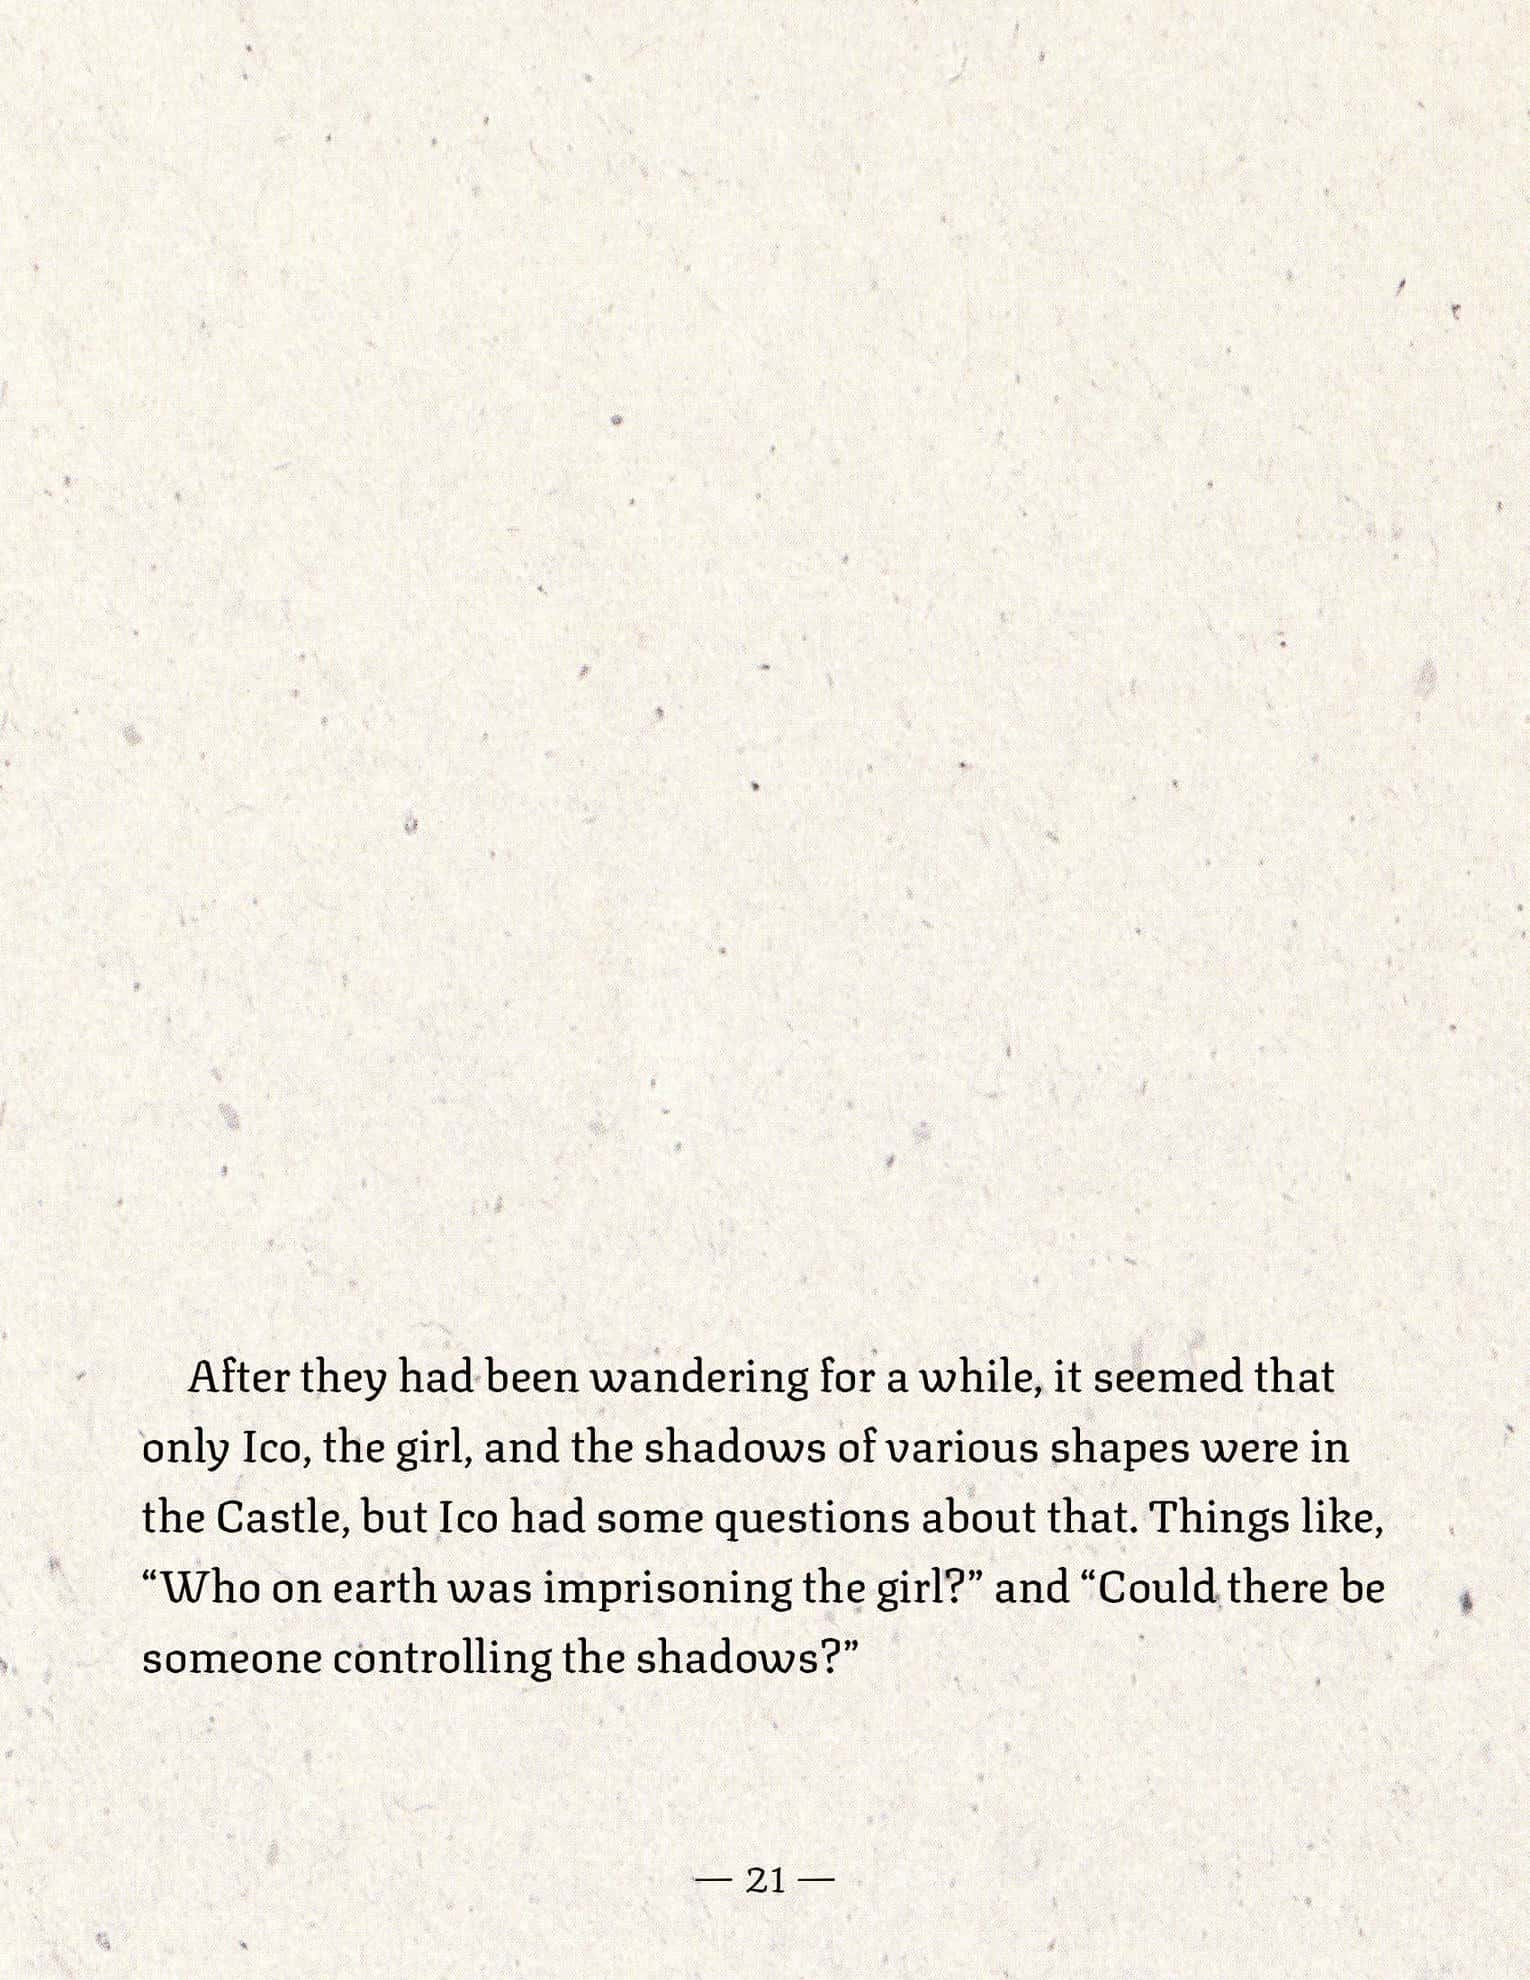 After they had been wandering for a while, it seemed that
only Ico, the girl, and the shadows of various shapes were in
the Castle, but Ico had some questions about that. Things like,
“Who on earth was imprisoning the girl?” and “Could there be
someone controlling the shadows?”
— 21 —